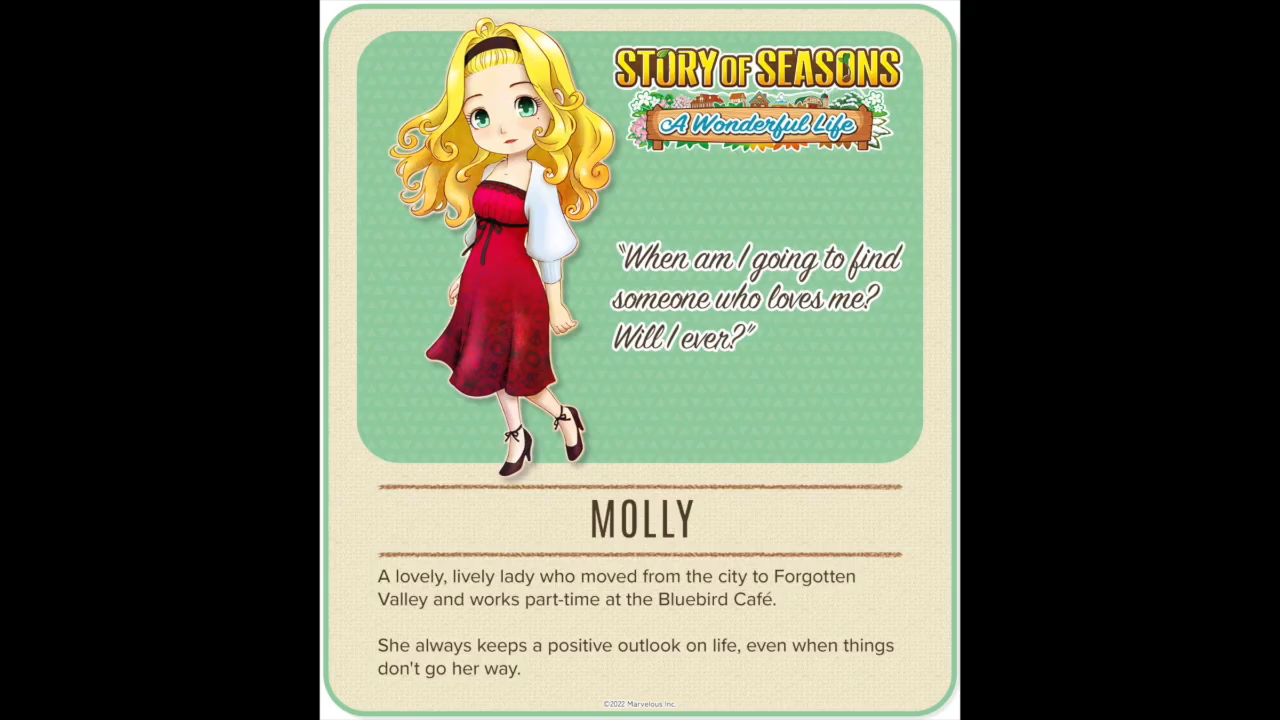 STORY OF SEASONS
A Wonderful Life
"When am I going to find
someone who loves me?
Will I ever?"
MOLLY
A lovely, lively lady who moved from the city to Forgotten
Valley and works part-time at the Bluebird Café.
She always keeps a positive outlook on life, even when things
don't go her way.
©2022 Marvelous Inc.